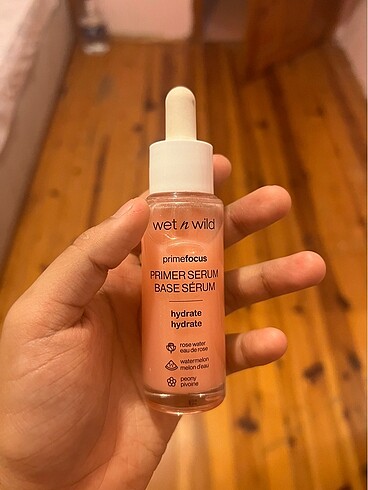 wet n wild
primefocus
PRIMER SERUM
BASE SÉRUM
hydrate
hydrate
rose water
eau de rose
watermelon
melon d'eau
peony
pivoine